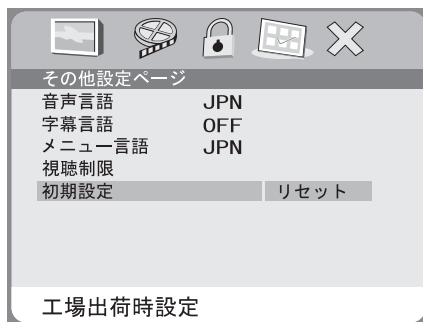 その他設定ページ
音声言語 JPN
字幕言語 OFF
メニュー言語 JPN
視聴制限
初期設定 リセット
工場出荷時設定